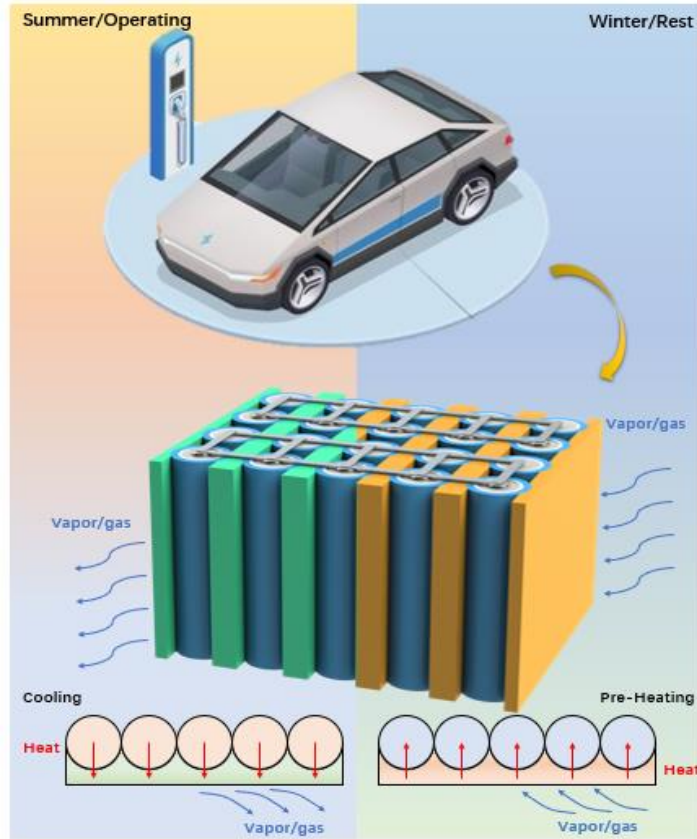 Summer/Operating
Winter/Rest
Vapor/gas
Vapor/gas
Cooling
Pre-Heating
Heat
Heat
Vapor/gas
Vapor/gas